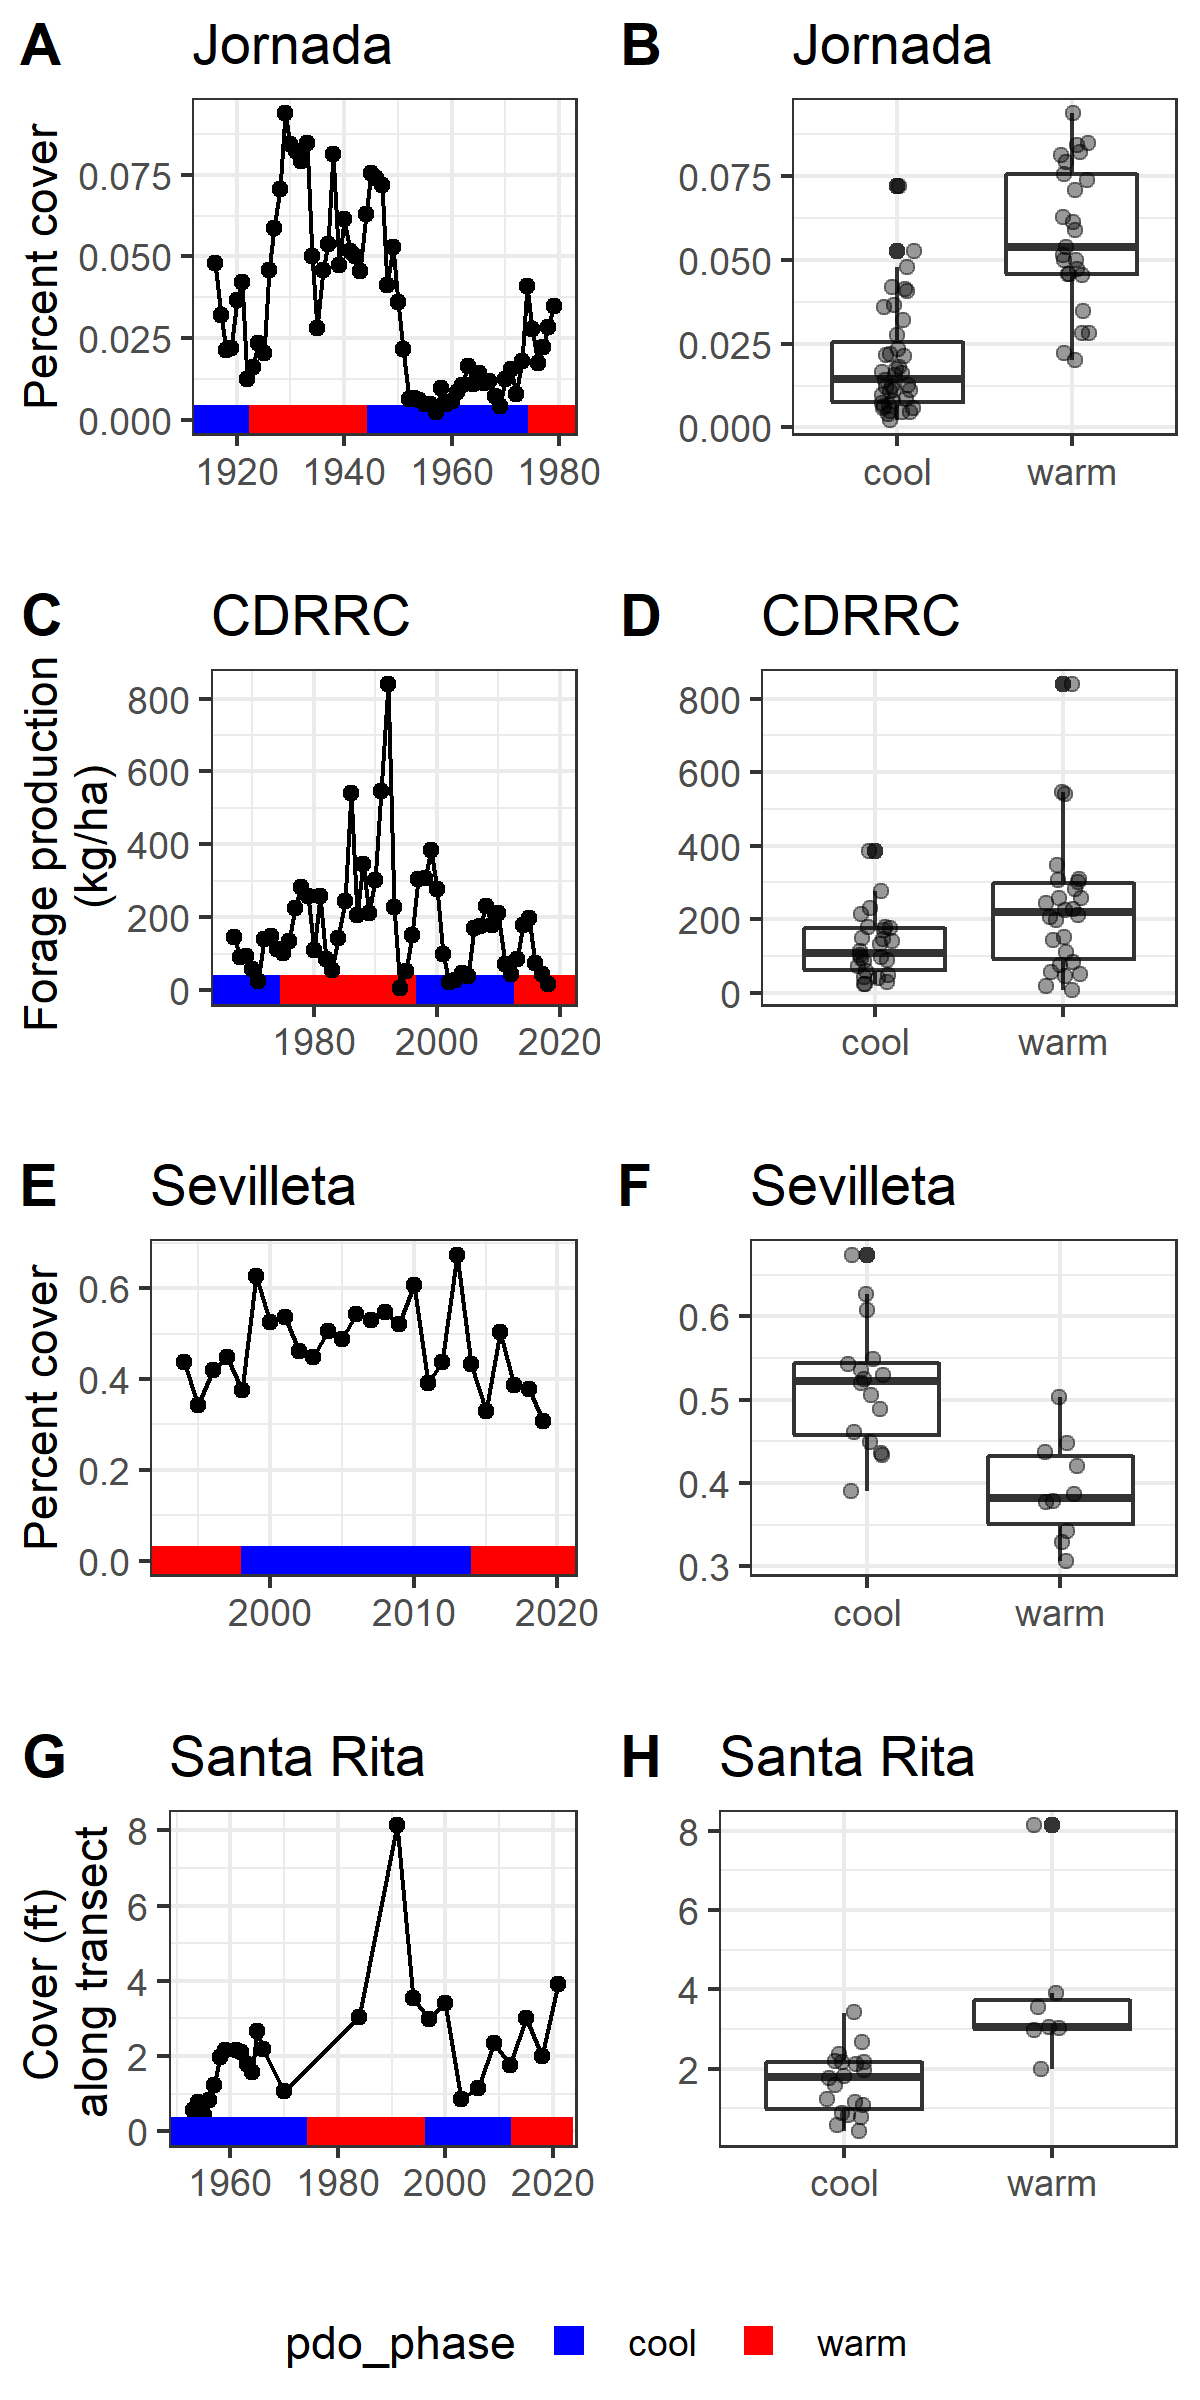 A Jornada
B Jornada
Percent cover
0.075
0.050
0.025
0.000
1920 1940 1960 1980
0.075
0.050
0.025
0.000
cool warm
C CDRRC
D CDRRC
Forage production
(kg/ha)
800
600
400
200
0
1980 2000 2020
800
600
400
200
0
cool warm
E Sevilleta
F Sevilleta
Percent cover
0.6
0.4
0.2
0.0
2000 2010 2020
0.6
0.5
0.4
0.3
cool warm
G Santa Rita
H Santa Rita
Cover (ft)
along transect
8
6
4
2
0
1960 1980 2000 2020
8
6
4
2
cool warm
pdo_phase cool warm